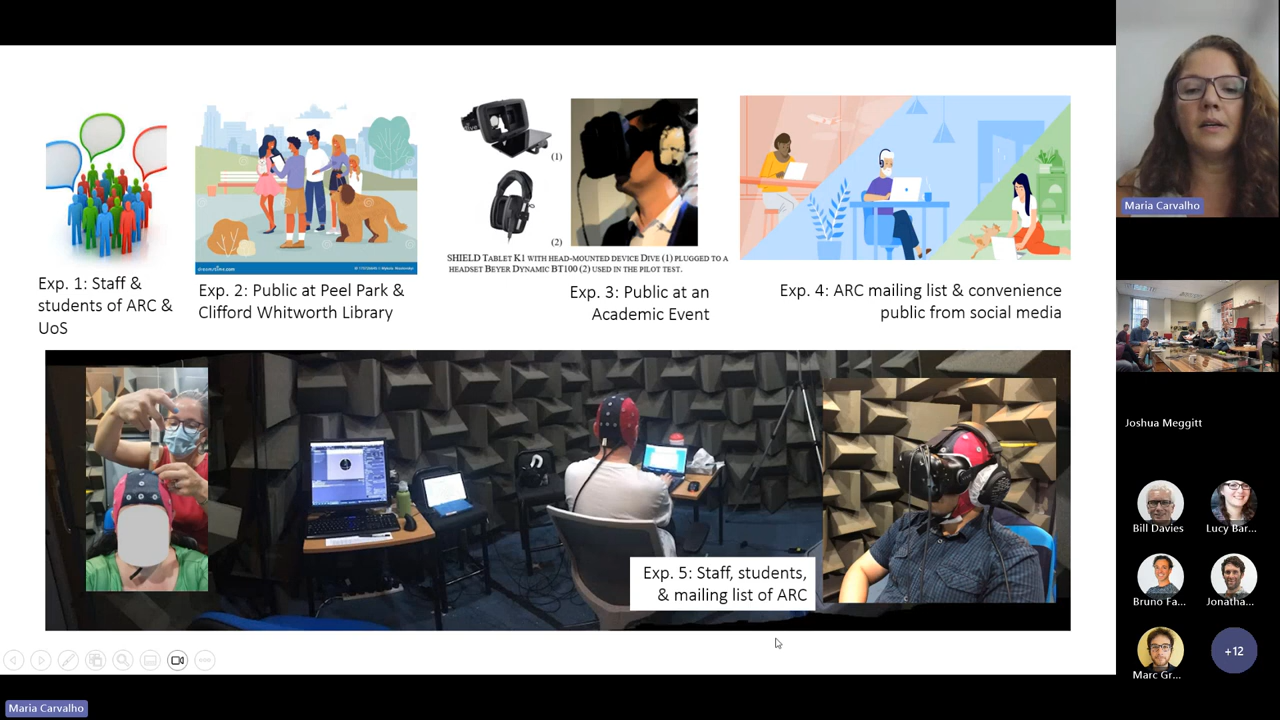 Exp. 1: Staff &
students of ARC &
UoS
dreamstime.com
Exp. 2: Public at Peel Park &
Clifford Whitworth Library
(1)
(2)
SHIELD TABLET K1 WITH HEAD-MOUNTED DEVICE DIVE (1) PLUGGED TO A
HEADSET BEYER DYNAMIC BT100 (2) USED IN THE PILOT TEST.
Exp. 3: Public at an
Academic Event
Exp. 4: ARC mailing list & convenience
public from social media
Exp. 5: Staff, students,
& mailing list of ARC
Maria Carvalho
Joshua Meggitt
Bill Davies
Lucy Bar...
Bruno Fa...
Jonatha...
Marc Gr...
+12
Maria Carvalho